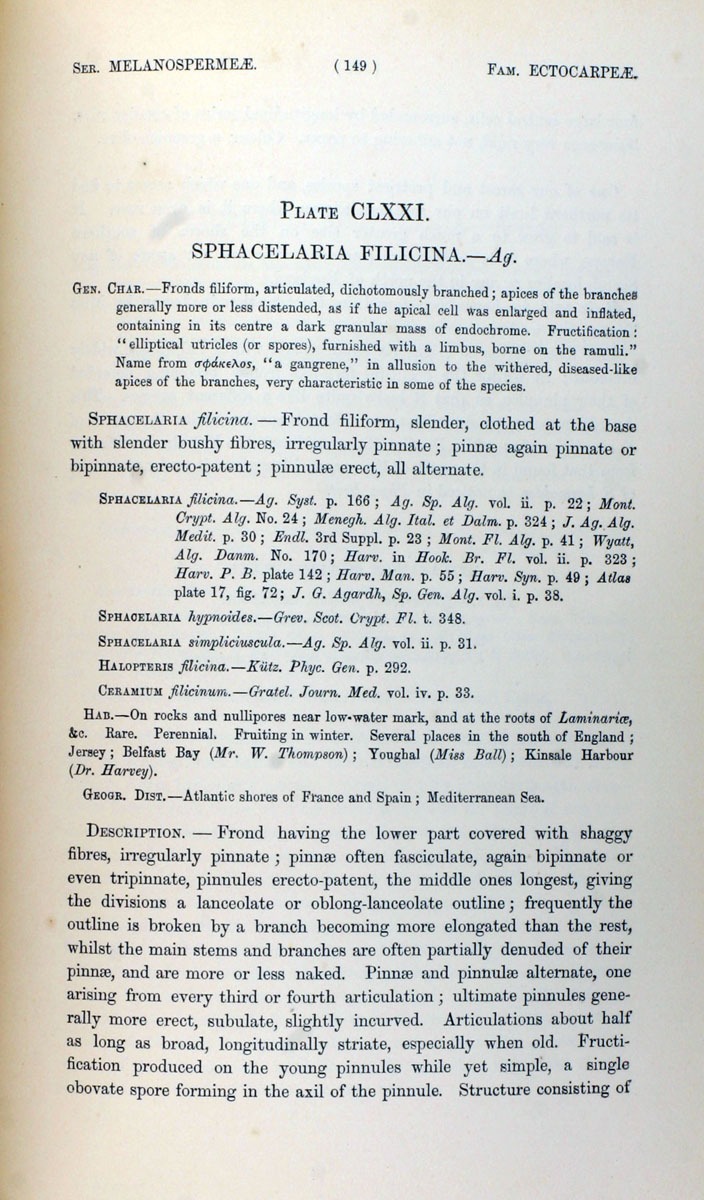 Ser. MELANOSPERMEÆ. (149) Fam. ECTOCARPEÆ.
Plate CLXXI.
SPHACELARIA FILICINA.—Ag.
Gen. Char.—Fronds filiform, articulated, dichotomously branched; apices of the branches
generally more or less distended, as if the apical cell was enlarged and inflated,
containing in its centre a dark granular mass of endochrome. Fructification:
“elliptical utricles (or spores), furnished with a limbus, borne on the ramuli.”
Name from σφάκελος, “a gangrene,” in allusion to the withered, diseased-like
apices of the branches, very characteristic in some of the species.
Sphacelaria filicina. — Frond filiform, slender, clothed at the base
with slender bushy fibres, irregularly pinnate; pinnæ again pinnate or
bipinnate, erecto-patent; pinnulæ erect, all alternate.
Sphacelaria filicina.—Ag. Syst. p. 166; Ag. Sp. Alg. vol. ii. p. 22; Mont.
Crypt. Alg. No. 24; Menegh. Alg. Ital. et Dalm. p. 324; J. Ag. Alg.
Medit. p. 30; Endl. 3rd Suppl. p. 23; Mont. Fl. Alg. p. 41; Wyatt,
Alg. Danm. No. 170; Harv. in Hook. Br. Fl. vol. ii. p. 323;
Harv. P. B. plate 142; Harv. Man. p. 55; Harv. Syn. p. 49; Atlas
plate 17, fig. 72; J. G. Agardh, Sp. Gen. Alg. vol. i. p. 38.
Sphacelaria hypnoides.—Grev. Scot. Crypt. Fl. t. 348.
Sphacelaria simpliciuscula.—Ag. Sp. Alg. vol. ii. p. 31.
Halopteris filicina.—Kütz. Phyc. Gen. p. 292.
Ceramium filicinum.—Gratel. Journ. Med. vol. iv. p. 33.
Hab.—On rocks and nullipores near low-water mark, and at the roots of Laminariæ,
&c. Rare. Perennial. Fruiting in winter. Several places in the south of England;
Jersey; Belfast Bay (Mr. W. Thompson); Youghal (Miss Ball); Kinsale Harbour
(Dr. Harvey).
Geogr. Dist.—Atlantic shores of France and Spain; Mediterranean Sea.
Description. — Frond having the lower part covered with shaggy
fibres, irregularly pinnate; pinnæ often fasciculate, again bipinnate or
even tripinnate, pinnules erecto-patent, the middle ones longest, giving
the divisions a lanceolate or oblong-lanceolate outline; frequently the
outline is broken by a branch becoming more elongated than the rest,
whilst the main stems and branches are often partially denuded of their
pinnæ, and are more or less naked. Pinnæ and pinnulæ alternate, one
arising from every third or fourth articulation; ultimate pinnules gene-
rally more erect, subulate, slightly incurved. Articulations about half
as long as broad, longitudinally striate, especially when old. Fructi-
fication produced on the young pinnules while yet simple, a single
obovate spore forming in the axil of the pinnule. Structure consisting of